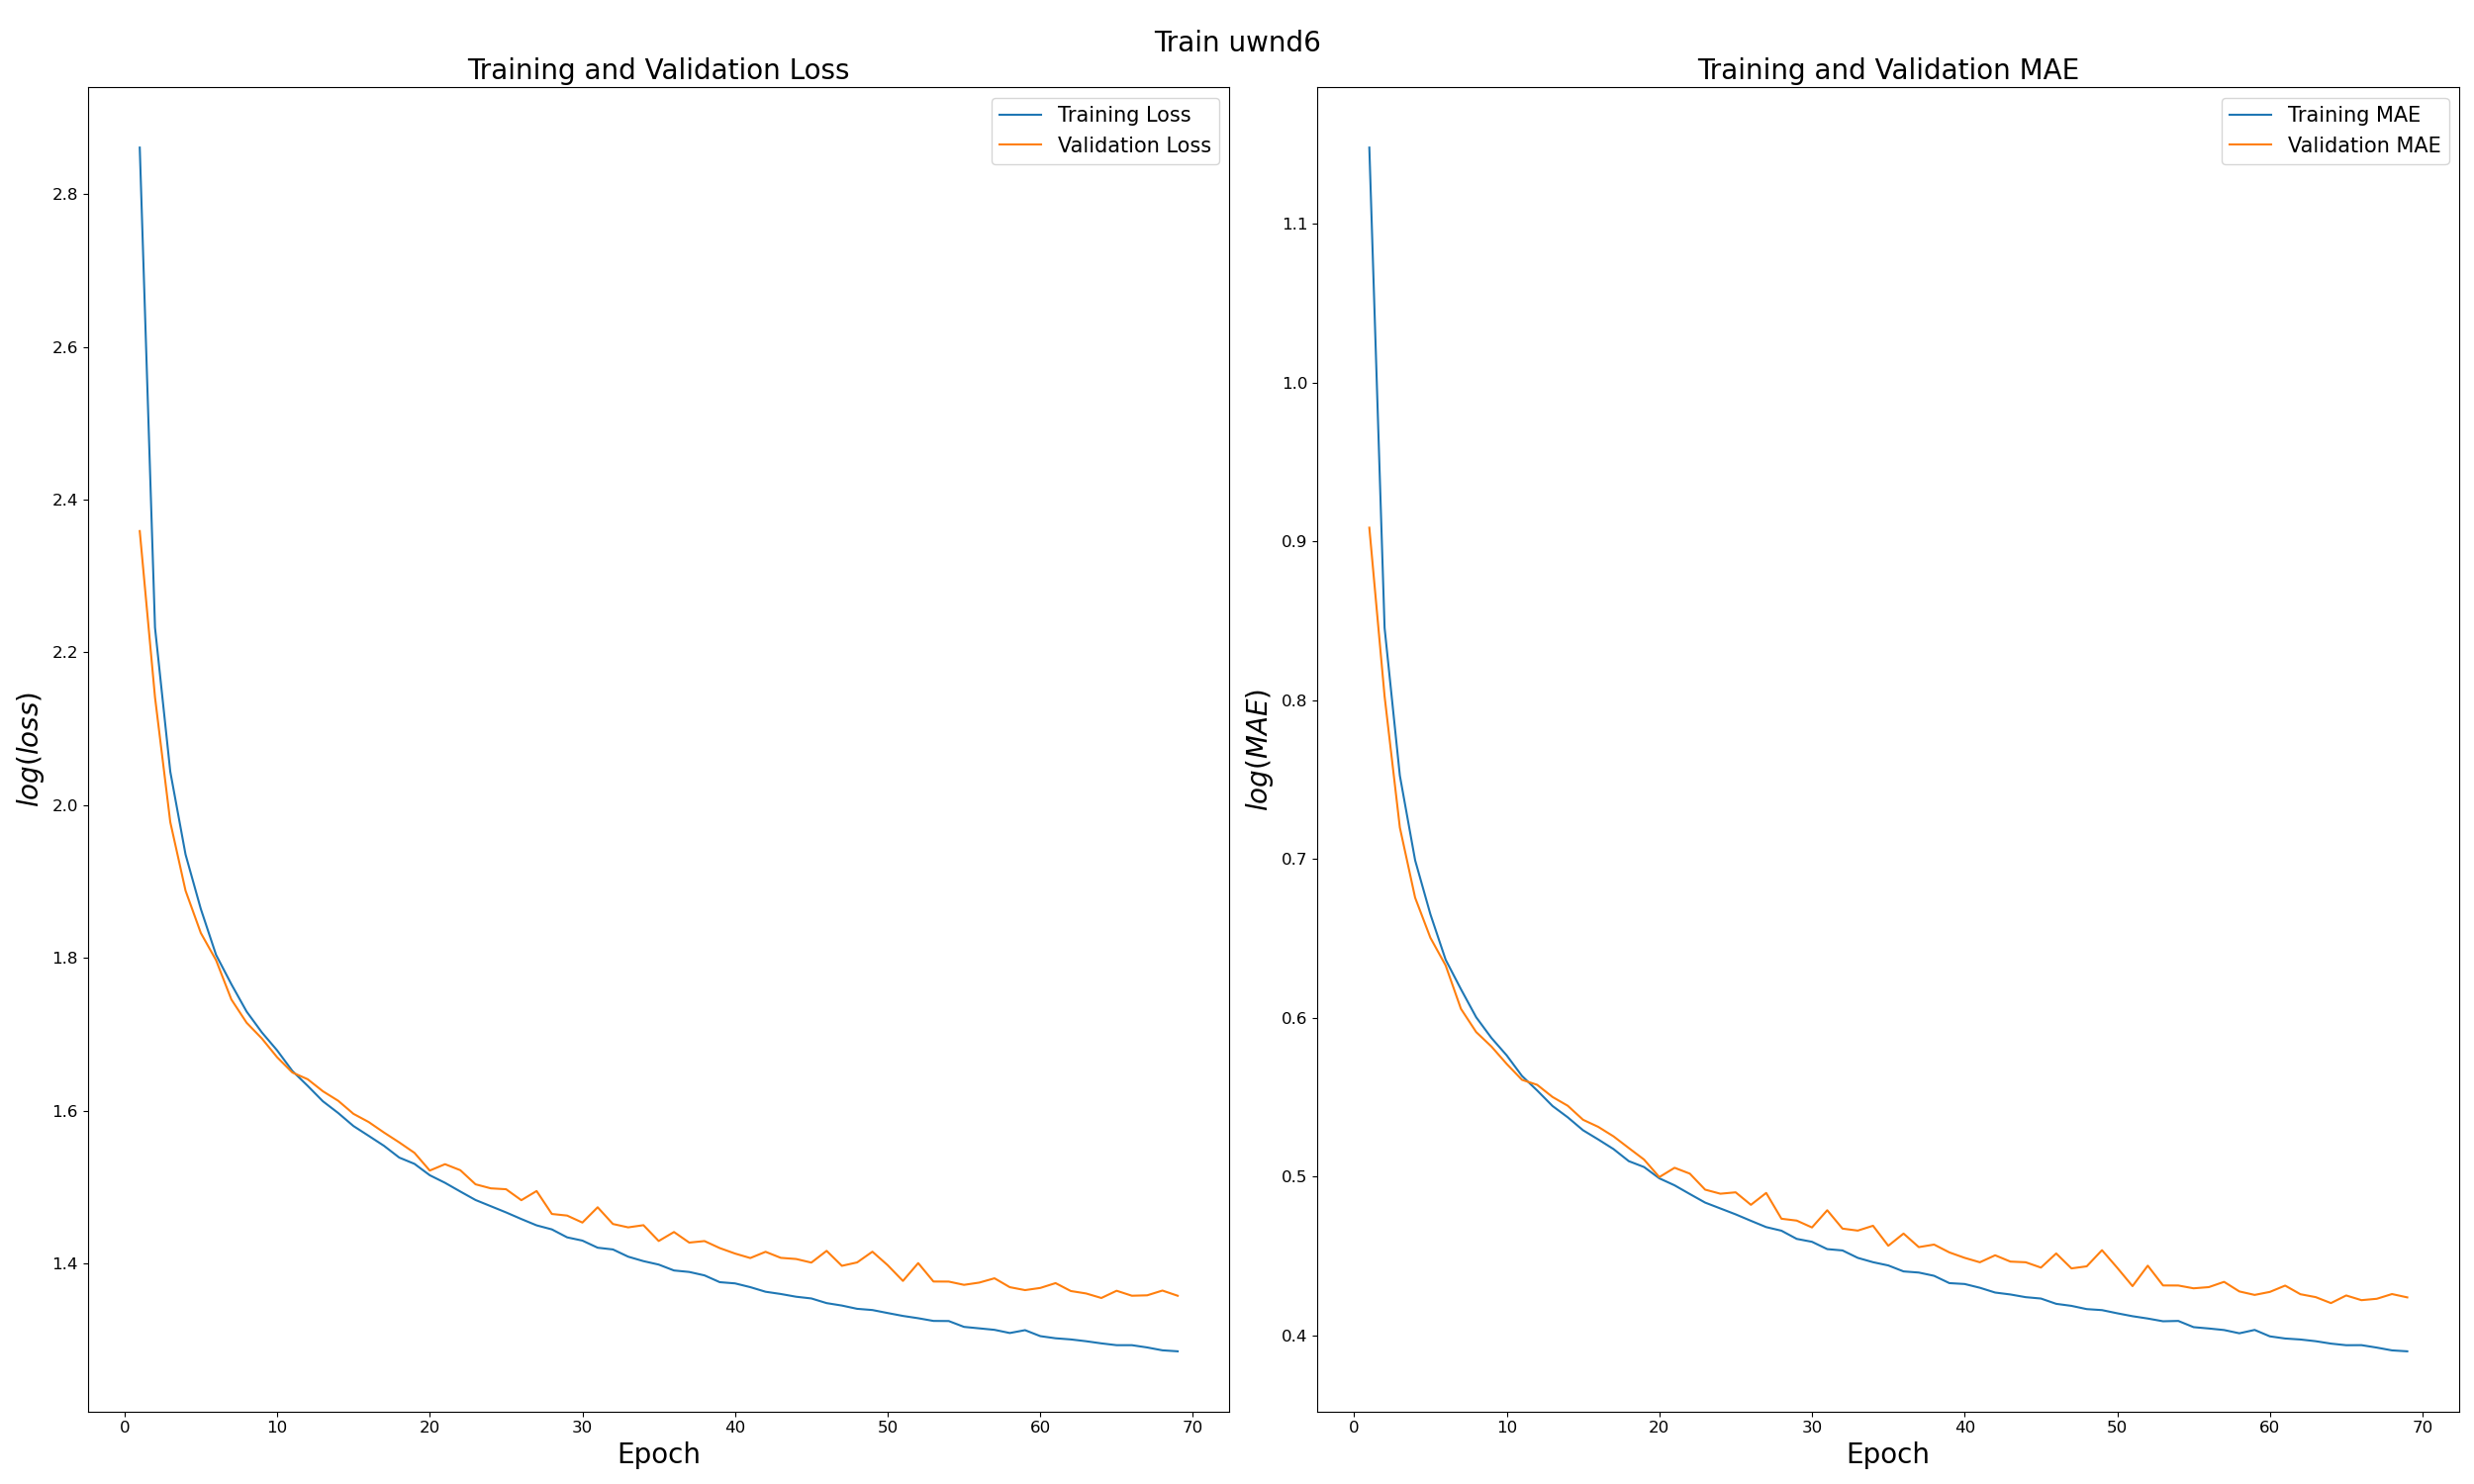 Train uwnd6
Training and Validation Loss
Training Loss
Validation Loss
2.8
2.6
2.4
2.2
2.0
1.8
1.6
1.4
log(loss)
0 10 20 30 40 50 60 70
Epoch
Training and Validation MAE
Training MAE
Validation MAE
1.1
1.0
0.9
0.8
0.7
0.6
0.5
0.4
log(MAE)
0 10 20 30 40 50 60 70
Epoch